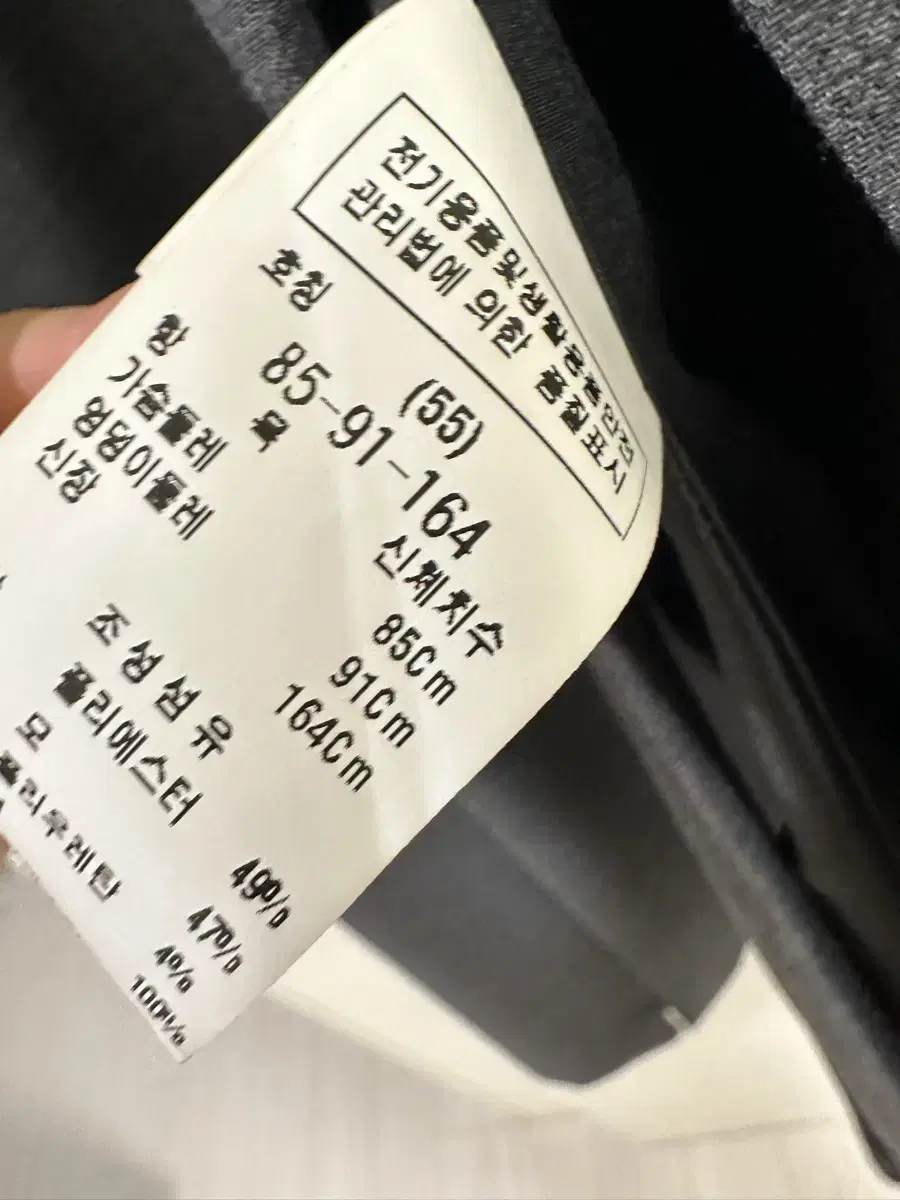 전기용품및생활용품안전
관리법에 의한 품질표시
호칭 (55)
85-91-164
항 목 신체치수
가슴둘레 85Cm
엉덩이둘레 91Cm
신장 164Cm
조성섬유
폴리에스터 49%
모 47%
폴리우레탄 4%
100%